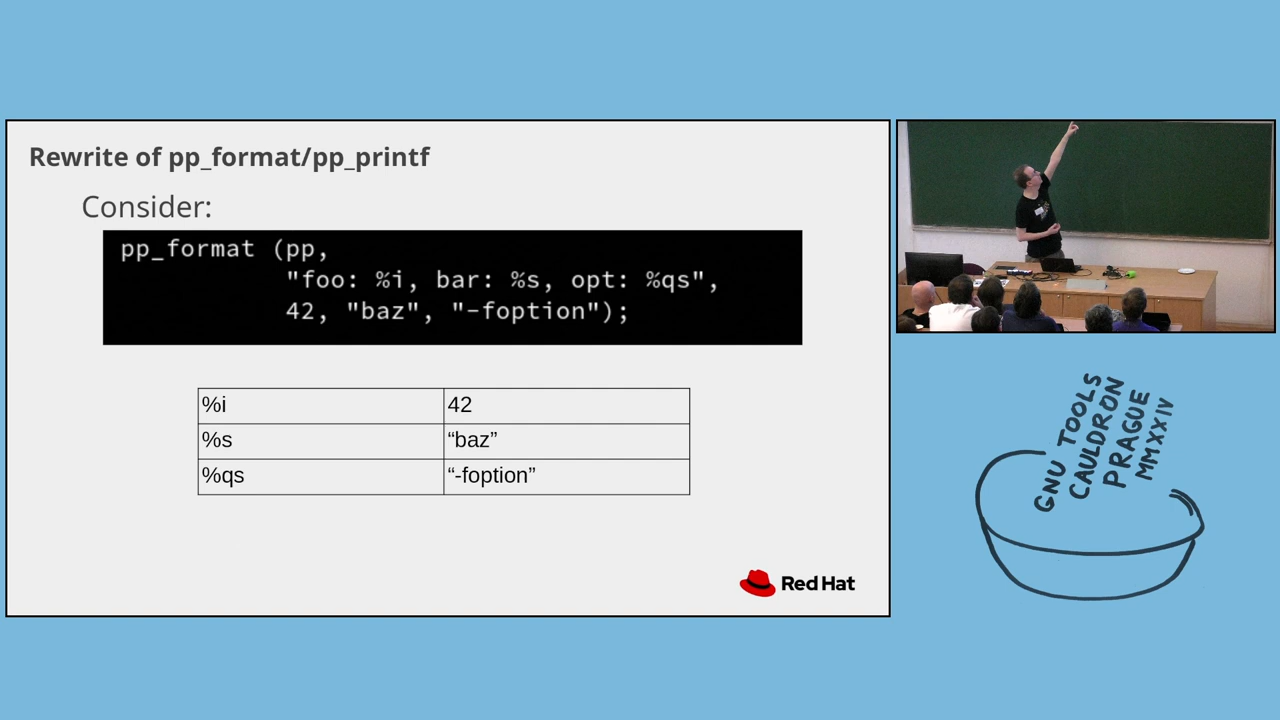 Rewrite of pp_format/pp_printf
Consider:
pp_format (pp,
"foo: %i, bar: %s, opt: %qs",
42, "baz", "-foption");
%i 42
%s “baz”
%qs “-foption”
Red Hat
GNU TOOLS
CAULDRON
PRAGUE
MMXXIV